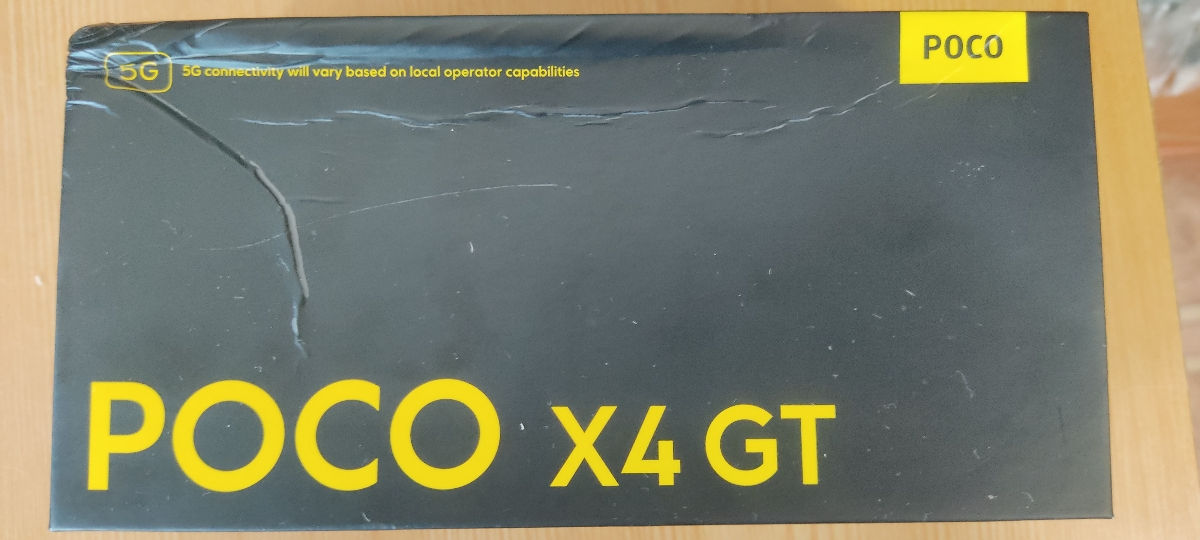 5G 5G connectivity will vary based on local operator capabilities
POCO
POCO X4 GT